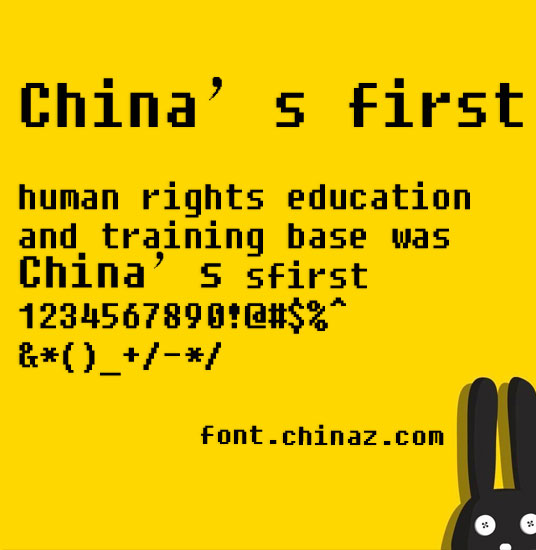 China’s first
human rights education
and training base was
China’s sfirst
1234567890!@#$%^
&*()_+/-*/
font.chinaz.com